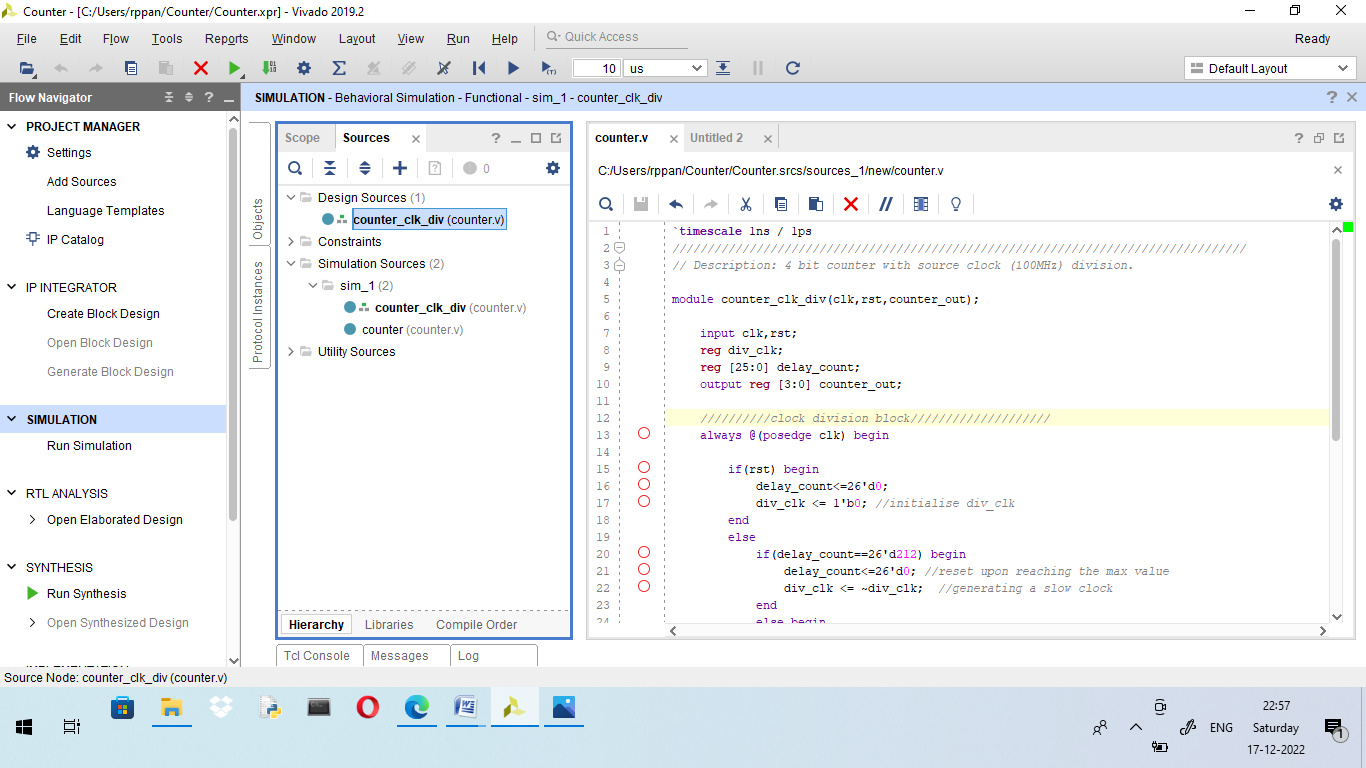 Counter - [C:/Users/rppan/Counter/Counter.xpr] - Vivado 2019.2
File Edit Flow Tools Reports Window Layout View Run Help Quick Access Ready
10 us Default Layout
Flow Navigator
SIMULATION - Behavioral Simulation - Functional - sim_1 - counter_clk_div
PROJECT MANAGER
Settings
Add Sources
Language Templates
IP Catalog
IP INTEGRATOR
Create Block Design
Open Block Design
Generate Block Design
SIMULATION
Run Simulation
RTL ANALYSIS
Open Elaborated Design
SYNTHESIS
Run Synthesis
Open Synthesized Design
Objects
Protocol Instances
Scope Sources
0
Design Sources (1)
counter_clk_div (counter.v)
Constraints
Simulation Sources (2)
sim_1 (2)
counter_clk_div (counter.v)
counter (counter.v)
Utility Sources
Hierarchy Libraries Compile Order
Tcl Console Messages Log
counter.v Untitled 2
C:/Users/rppan/Counter/Counter.srcs/sources_1/new/counter.v
1 `timescale 1ns / 1ps
2 //////////////////////////////////////////////////////////////////////////////////
3 // Description: 4 bit counter with source clock (100MHz) division.
4
5 module counter_clk_div(clk,rst,counter_out);
6
7 input clk,rst;
8 reg div_clk;
9 reg [25:0] delay_count;
10 output reg [3:0] counter_out;
11
12 //////////clock division block////////////////////
13 always @(posedge clk) begin
14
15 if(rst) begin
16 delay_count<=26'd0;
17 div_clk <= 1'b0; //initialise div_clk
18 end
19 else
20 if(delay_count==26'd212) begin
21 delay_count<=26'd0; //reset upon reaching the max value
22 div_clk <= ~div_clk; //generating a slow clock
23 end
24 else begin
Source Node: counter_clk_div (counter.v)
ENG
22:57
Saturday
17-12-2022
1